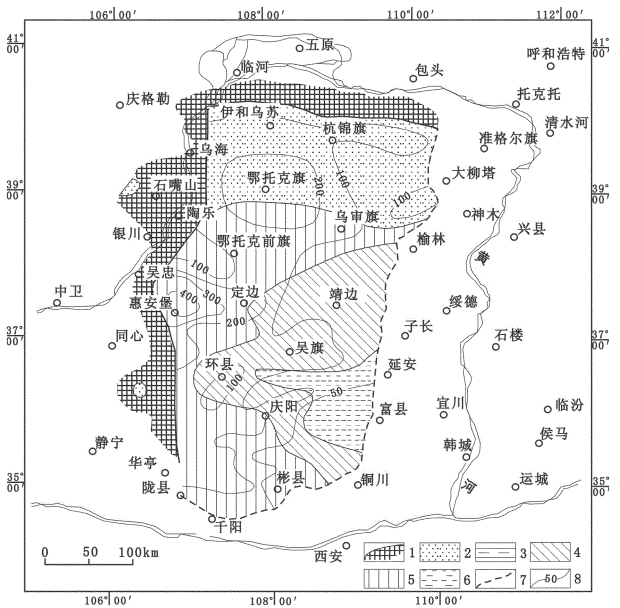 106°00′ 108°00′ 110°00′ 112°00′
41°00′
41°00′
五原
呼和浩特
临河
包头
庆格勒
托克托
伊和乌苏
杭锦旗
清水河
准格尔旗
乌海
大柳塔
鄂托克旗
200
100
39°00′
39°00′
石嘴山
100
陶乐
乌审旗
神木
兴县
银川
鄂托克前旗
榆林
黄
100
吴忠
中卫
惠安堡
400
300
定边
靖边
绥德
200
子长
37°00′
37°00′
同心
石楼
吴旗
环县
延安
100
50
庆阳
富县
宜川
临汾
侯马
静宁
韩城
华亭
35°00′
35°00′
陇县
彬县
铜川
河
运城
千阳
西安
0 50 100km
1 2 3 4
5 6 7 50 8
106°00′ 108°00′ 110°00′